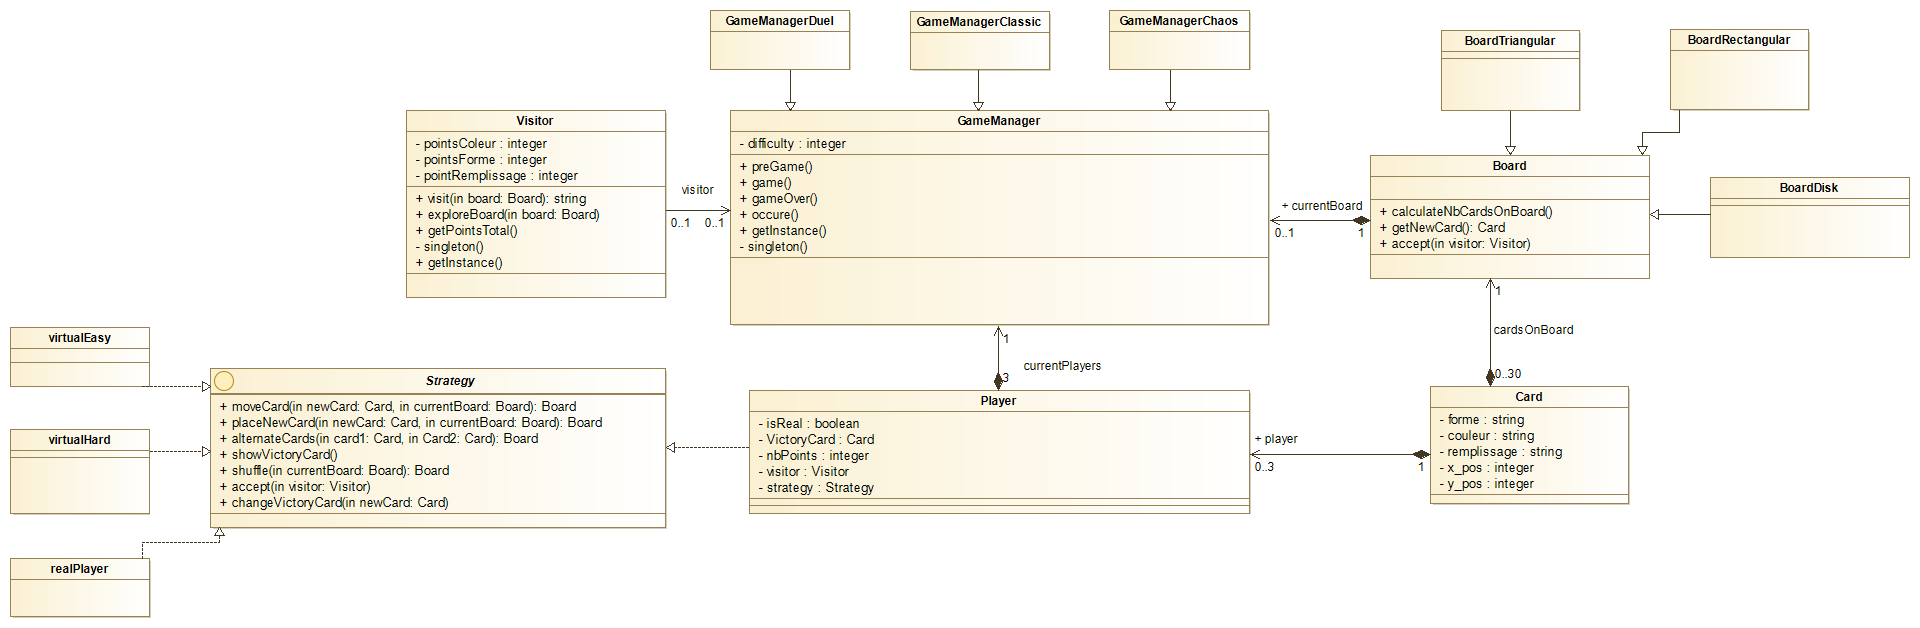 GameManagerDuel
GameManagerClassic
GameManagerChaos
BoardTriangular
BoardRectangular
Visitor
- pointsColeur : integer
- pointsForme : integer
- pointRemplissage : integer
+ visit(in board: Board): string
+ exploreBoard(in board: Board)
+ getPointsTotal()
- singleton()
+ getInstance()
visitor
0..1
0..1
GameManager
- difficulty : integer
+ preGame()
+ game()
+ gameOver()
+ occure()
+ getInstance()
- singleton()
+ currentBoard
0..1
1
Board
+ calculateNbCardsOnBoard()
+ getNewCard(): Card
+ accept(in visitor: Visitor)
BoardDisk
1
cardsOnBoard
0..30
1
currentPlayers
3
virtualEasy
virtualHard
realPlayer
Strategy
+ moveCard(in newCard: Card, in currentBoard: Board): Board
+ placeNewCard(in newCard: Card, in currentBoard: Board): Board
+ alternateCards(in card1: Card, in Card2: Card): Board
+ showVictoryCard()
+ shuffle(in currentBoard: Board): Board
+ accept(in visitor: Visitor)
+ changeVictoryCard(in newCard: Card)
Player
- isReal : boolean
- VictoryCard : Card
- nbPoints : integer
- visitor : Visitor
- strategy : Strategy
+ player
0..3
1
Card
- forme : string
- couleur : string
- remplissage : string
- x_pos : integer
- y_pos : integer